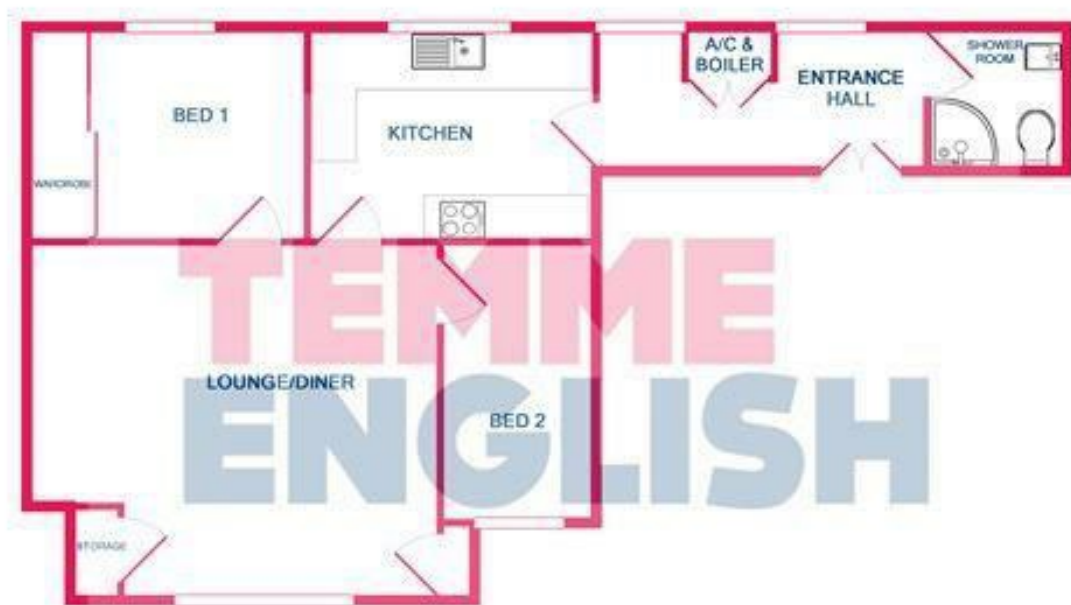 A/C &
BOILER
SHOWER
ROOM
ENTRANCE
HALL
BED 1
KITCHEN
WARDROBE
TEMME
ENGLISH
LOUNGE/DINER
BED 2
STORAGE